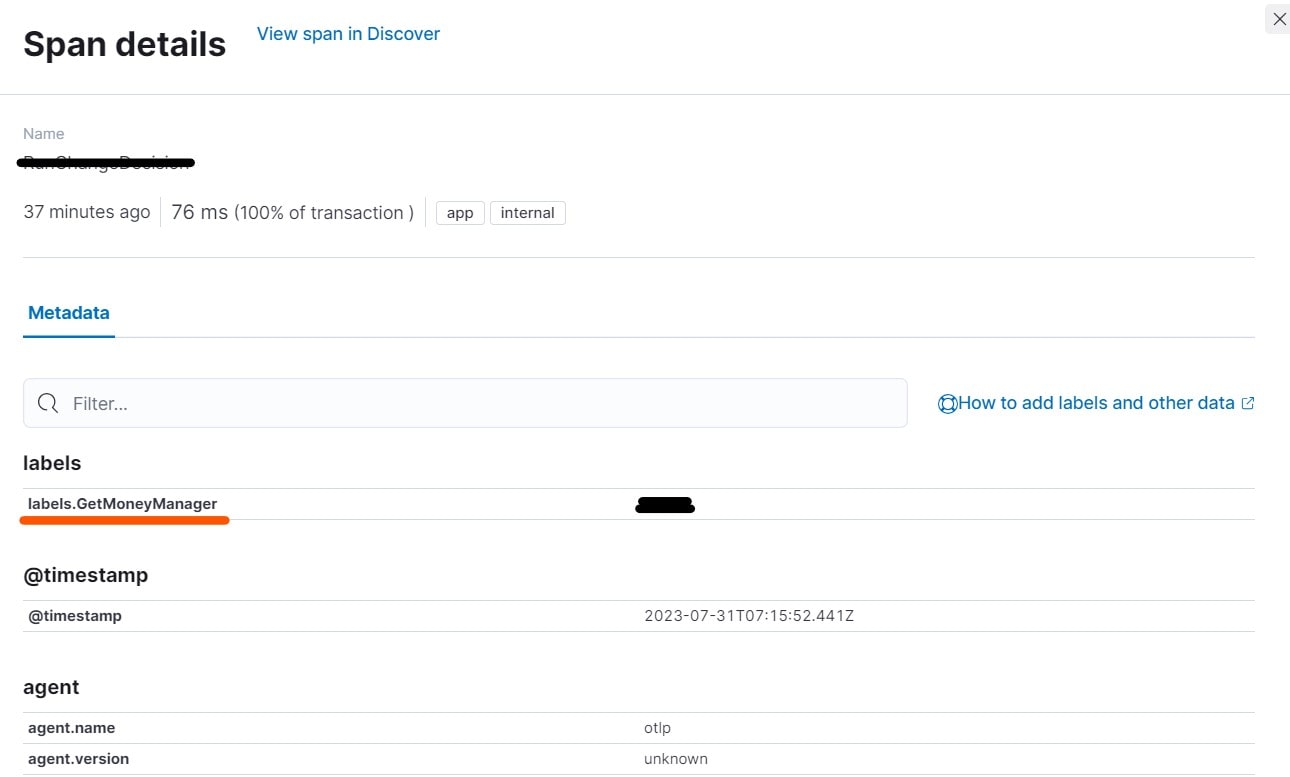 Span details
View span in Discover
Name
37 minutes ago
76 ms (100% of transaction )
app
internal
Metadata
Filter...
How to add labels and other data
labels
labels.GetMoneyManager
@timestamp
@timestamp 2023-07-31T07:15:52.441Z
agent
agent.name otlp
agent.version unknown